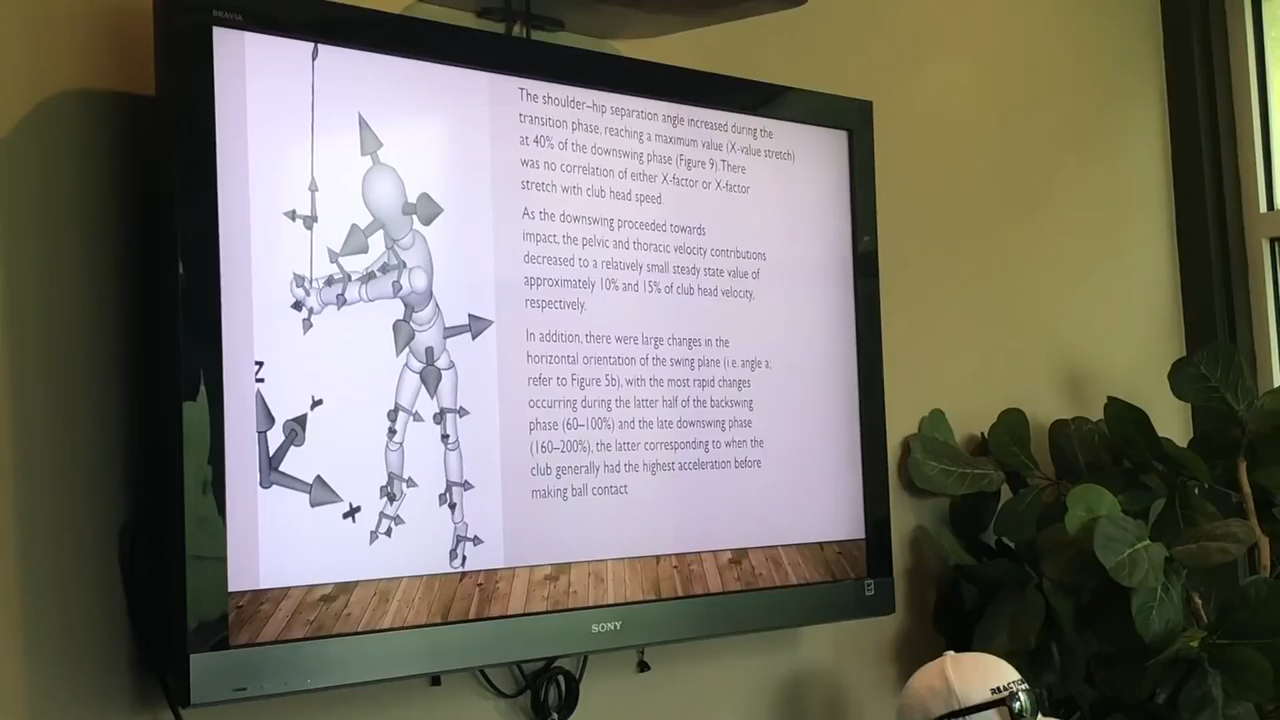 BRAVIA
The shoulder–hip separation angle increased during the
transition phase, reaching a maximum value (X-value stretch)
at 40% of the downswing phase (Figure 9). There
was no correlation of either X-factor or X-factor
stretch with club head speed.
As the downswing proceeded towards
impact, the pelvic and thoracic velocity contributions
decreased to a relatively small steady state value of
approximately 10% and 15% of club head velocity,
respectively.
In addition, there were large changes in the
horizontal orientation of the swing plane (i.e. angle a;
refer to Figure 5b), with the most rapid changes
occurring during the latter half of the backswing
phase (60–100%) and the late downswing phase
(160–200%), the latter corresponding to when the
club generally had the highest acceleration before
making ball contact
Z
Y
X
SONY